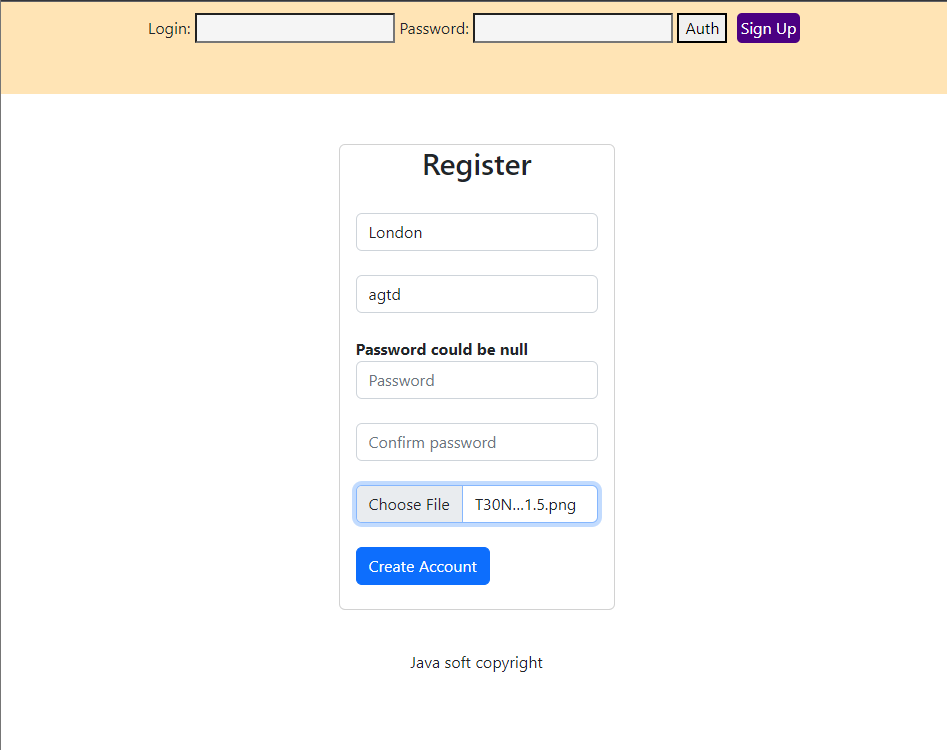 Login: Password: Auth Sign Up
Register
London
agtd
Password could be null
Password
Confirm password
Choose File T30N...1.5.png
Create Account
Java soft copyright